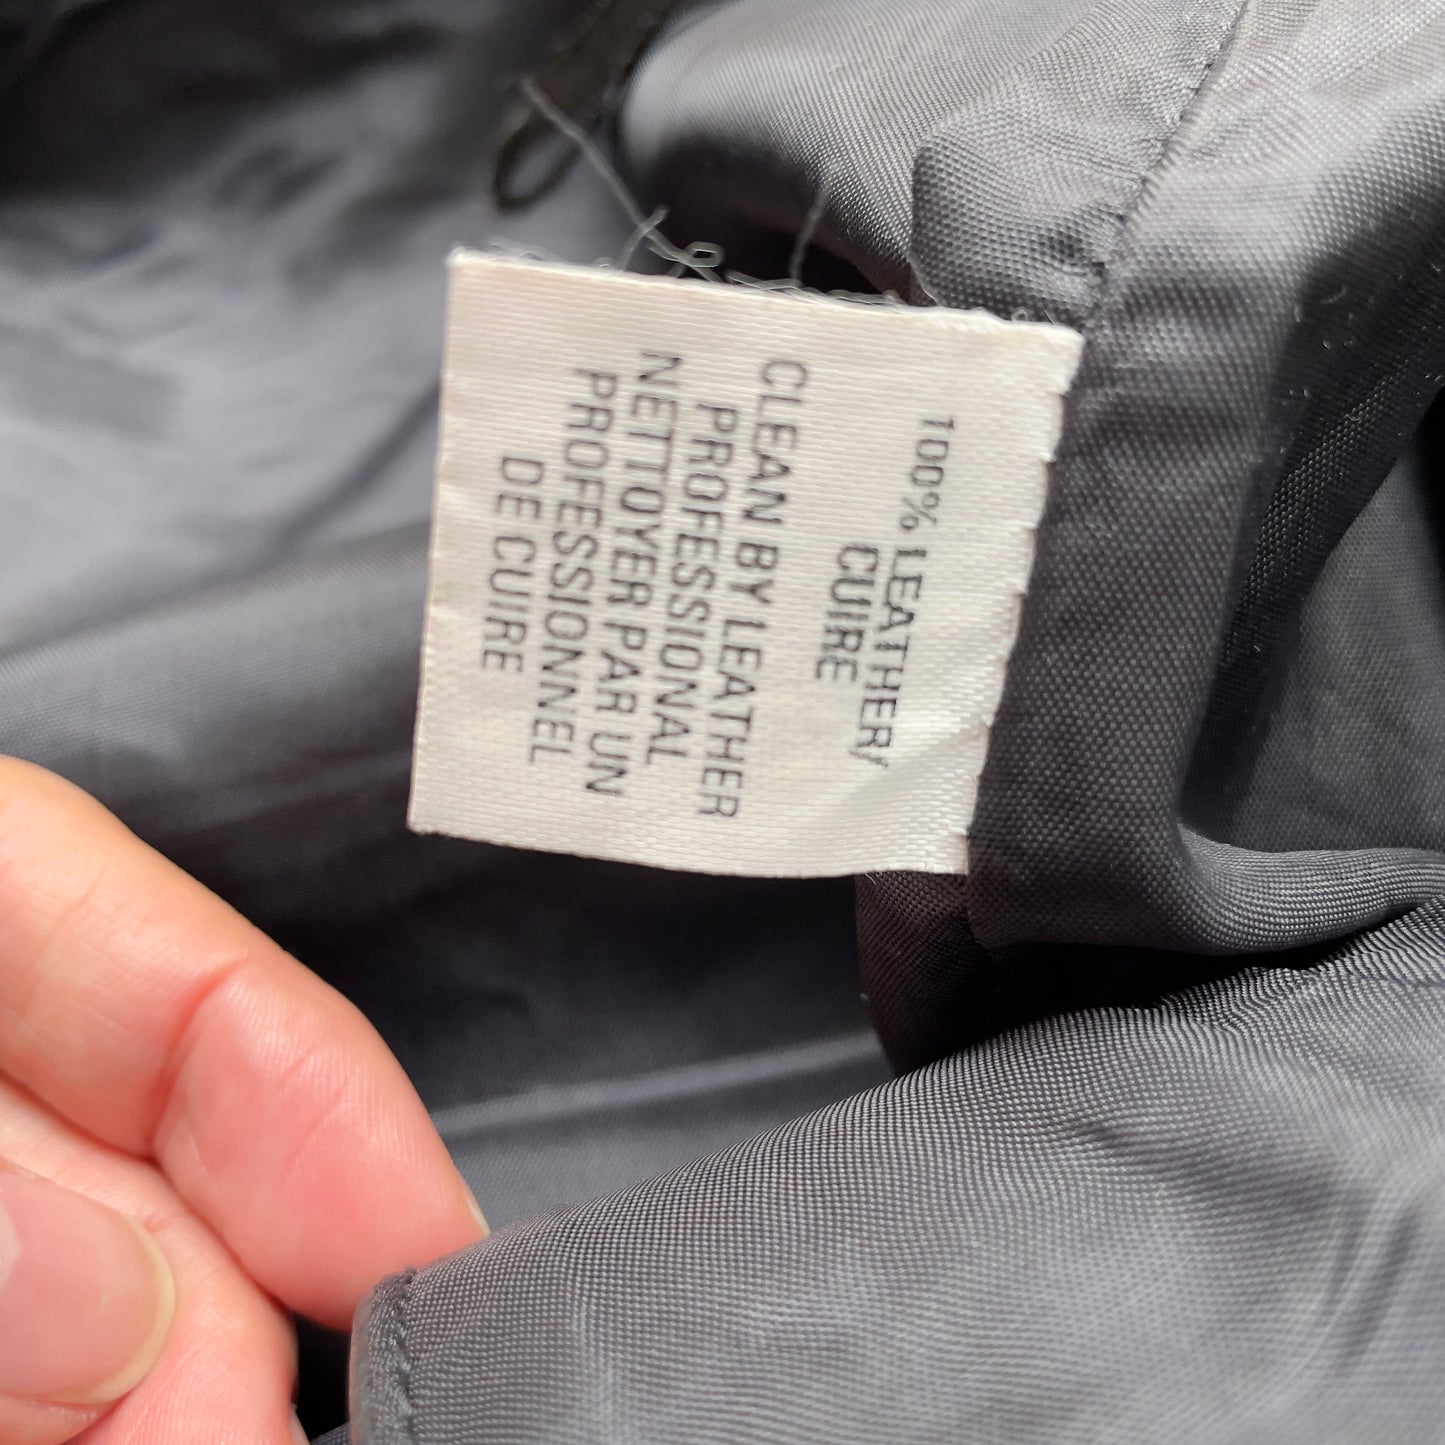 100% LEATHER/
CUIRE
CLEAN BY LEATHER
PROFESSIONAL
NETTOYER PAR UN
PROFESSIONNEL
DE CUIRE